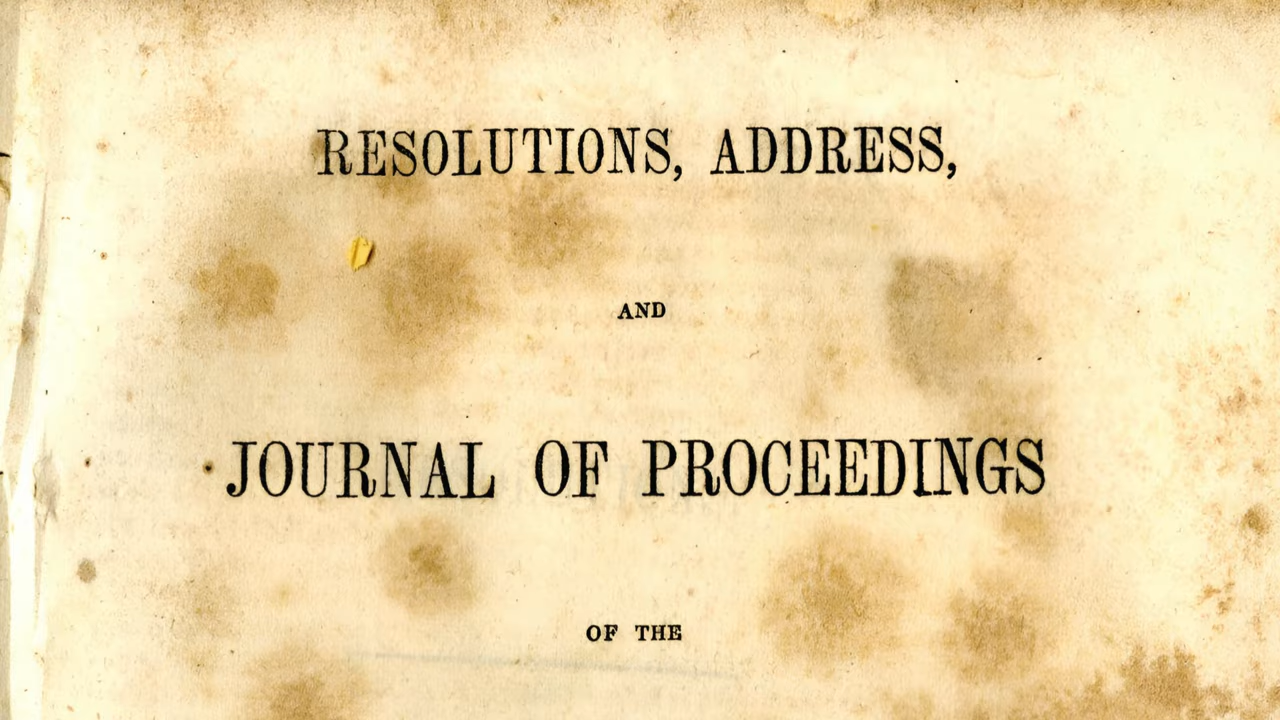 RESOLUTIONS, ADDRESS,
AND
JOURNAL OF PROCEEDINGS
OF THE